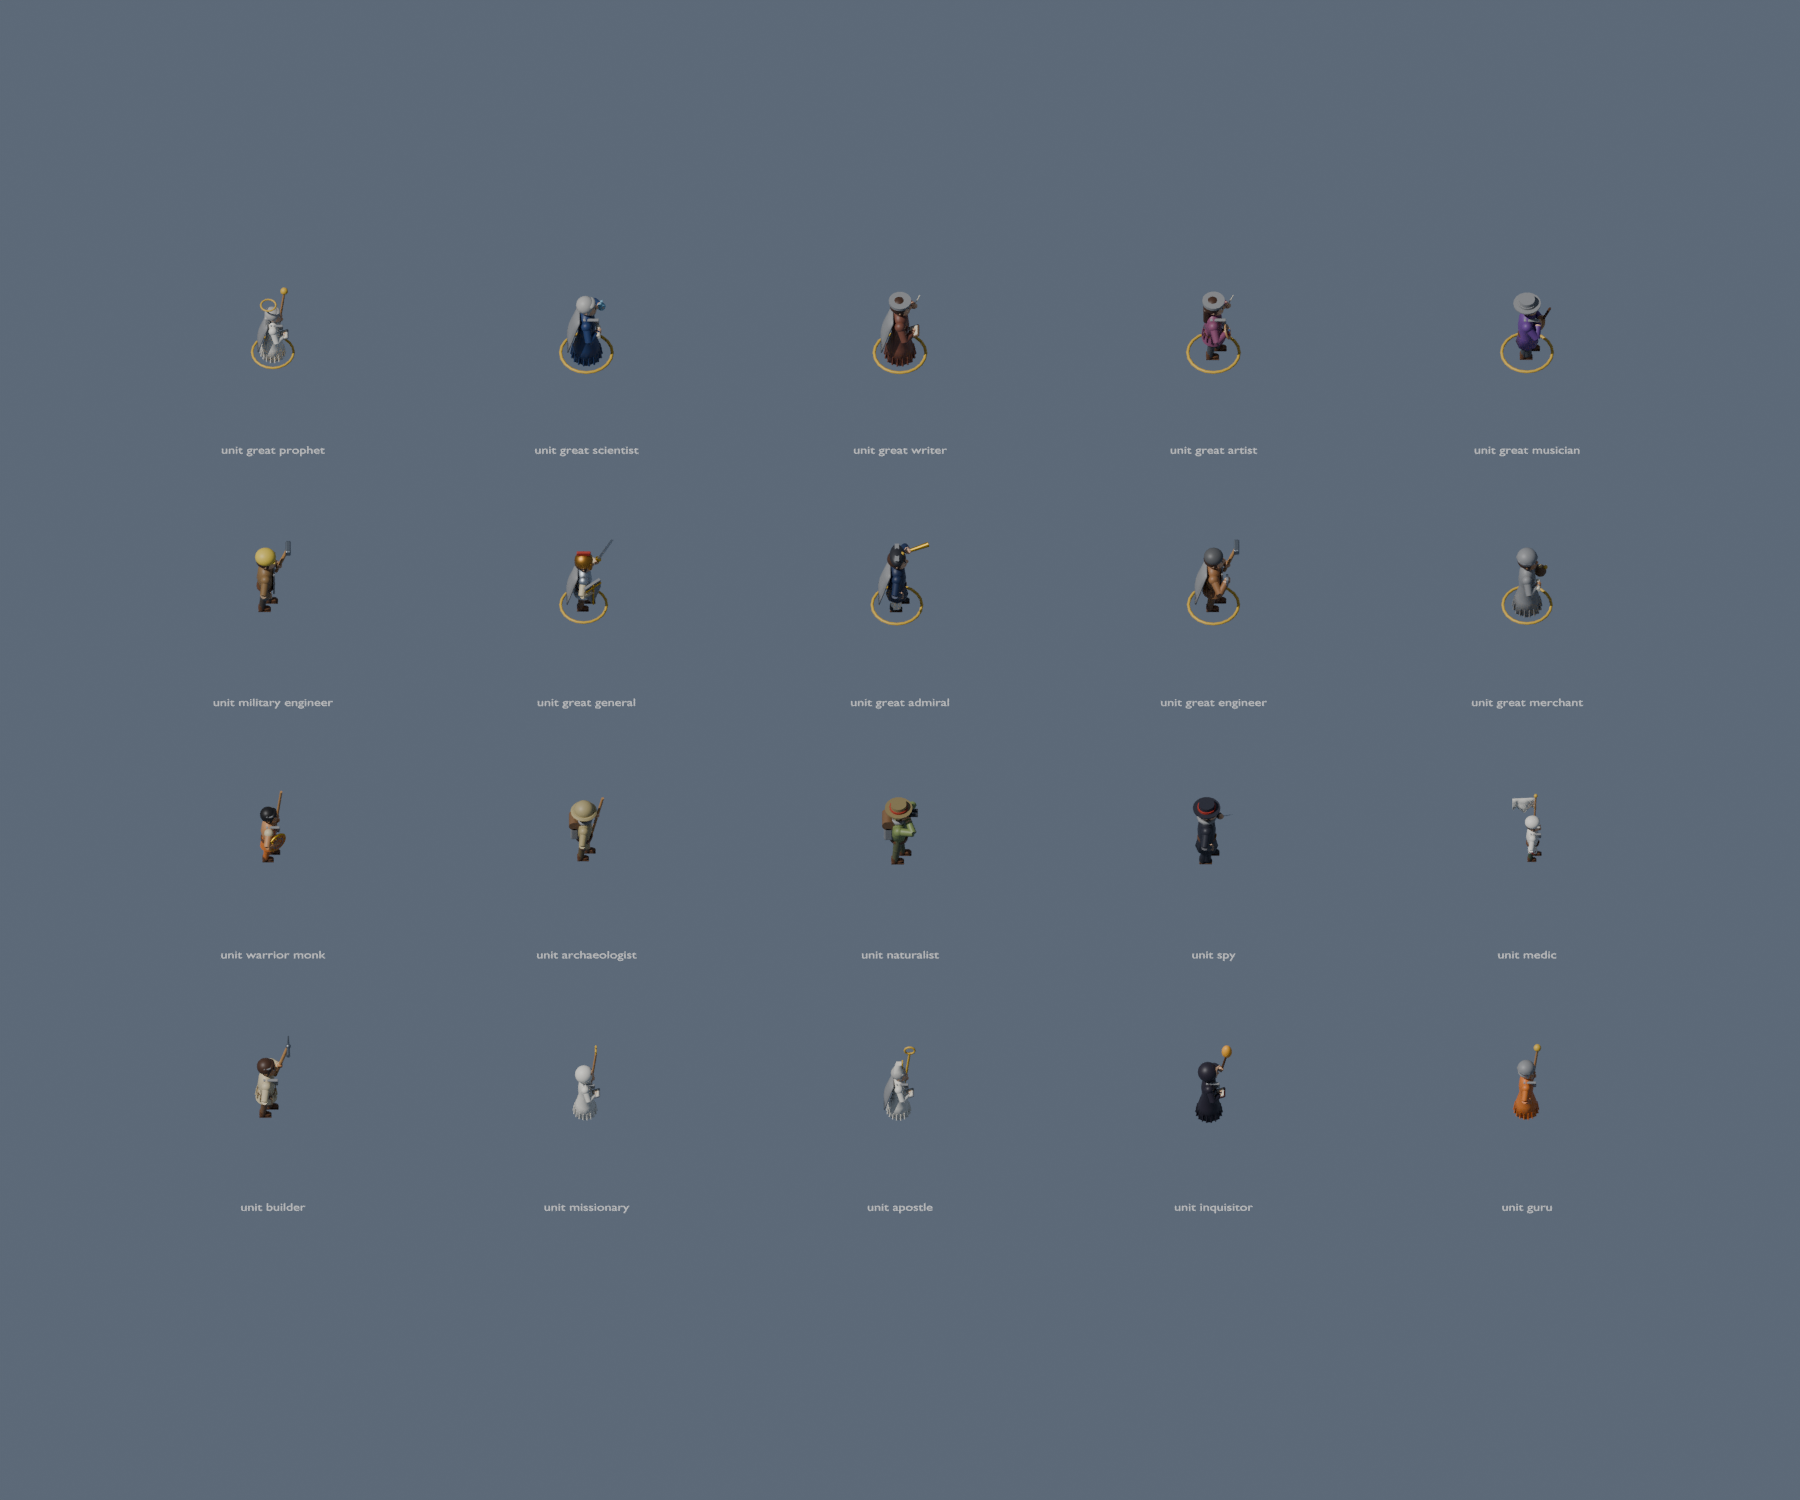 unit great prophet
unit great scientist
unit great writer
unit great artist
unit great musician
unit military engineer
unit great general
unit great admiral
unit great engineer
unit great merchant
unit warrior monk
unit archaeologist
unit naturalist
unit spy
unit medic
unit builder
unit missionary
unit apostle
unit inquisitor
unit guru